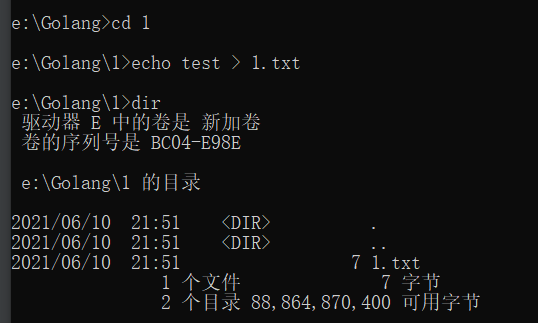 e:\Golang>cd 1
e:\Golang\1>echo test > 1.txt
e:\Golang\1>dir
驱动器 E 中的卷是 新加卷
卷的序列号是 BC04-E98E
e:\Golang\1 的目录
2021/06/10 21:51 <DIR> .
2021/06/10 21:51 <DIR> ..
2021/06/10 21:51 7 1.txt
1 个文件 7 字节
2 个目录 88,864,870,400 可用字节